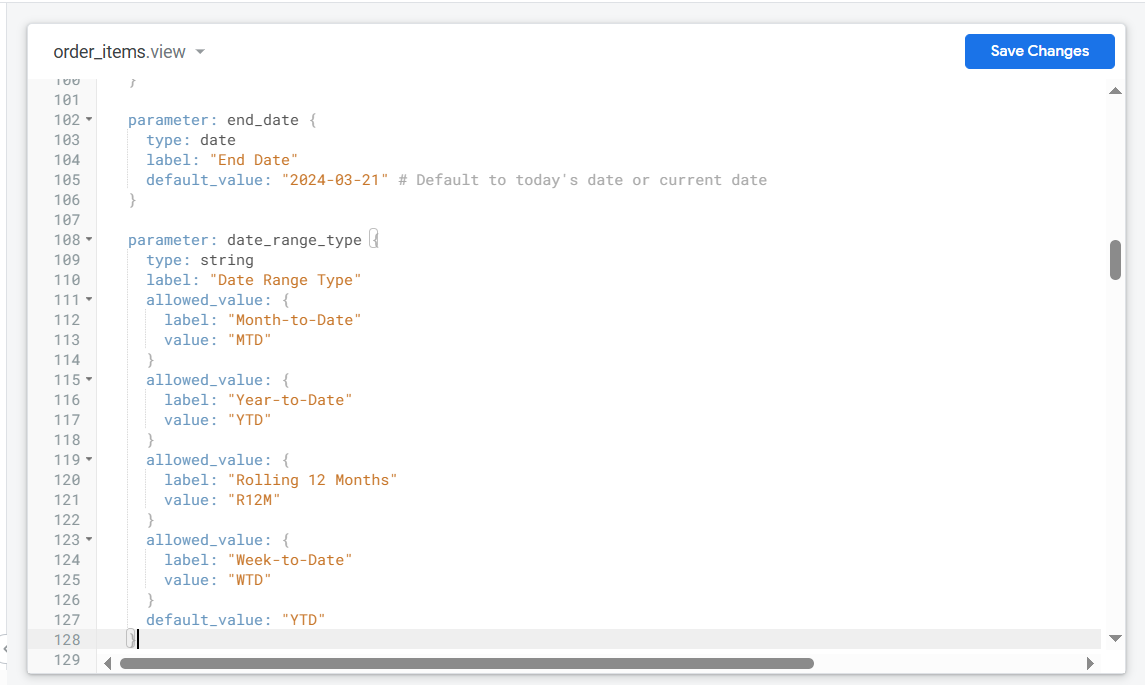 order_items.view
Save Changes
100 }
101
102 parameter: end_date {
103 type: date
104 label: "End Date"
105 default_value: "2024-03-21" # Default to today's date or current date
106 }
107
108 parameter: date_range_type {
109 type: string
110 label: "Date Range Type"
111 allowed_value: {
112 label: "Month-to-Date"
113 value: "MTD"
114 }
115 allowed_value: {
116 label: "Year-to-Date"
117 value: "YTD"
118 }
119 allowed_value: {
120 label: "Rolling 12 Months"
121 value: "R12M"
122 }
123 allowed_value: {
124 label: "Week-to-Date"
125 value: "WTD"
126 }
127 default_value: "YTD"
128 }
129